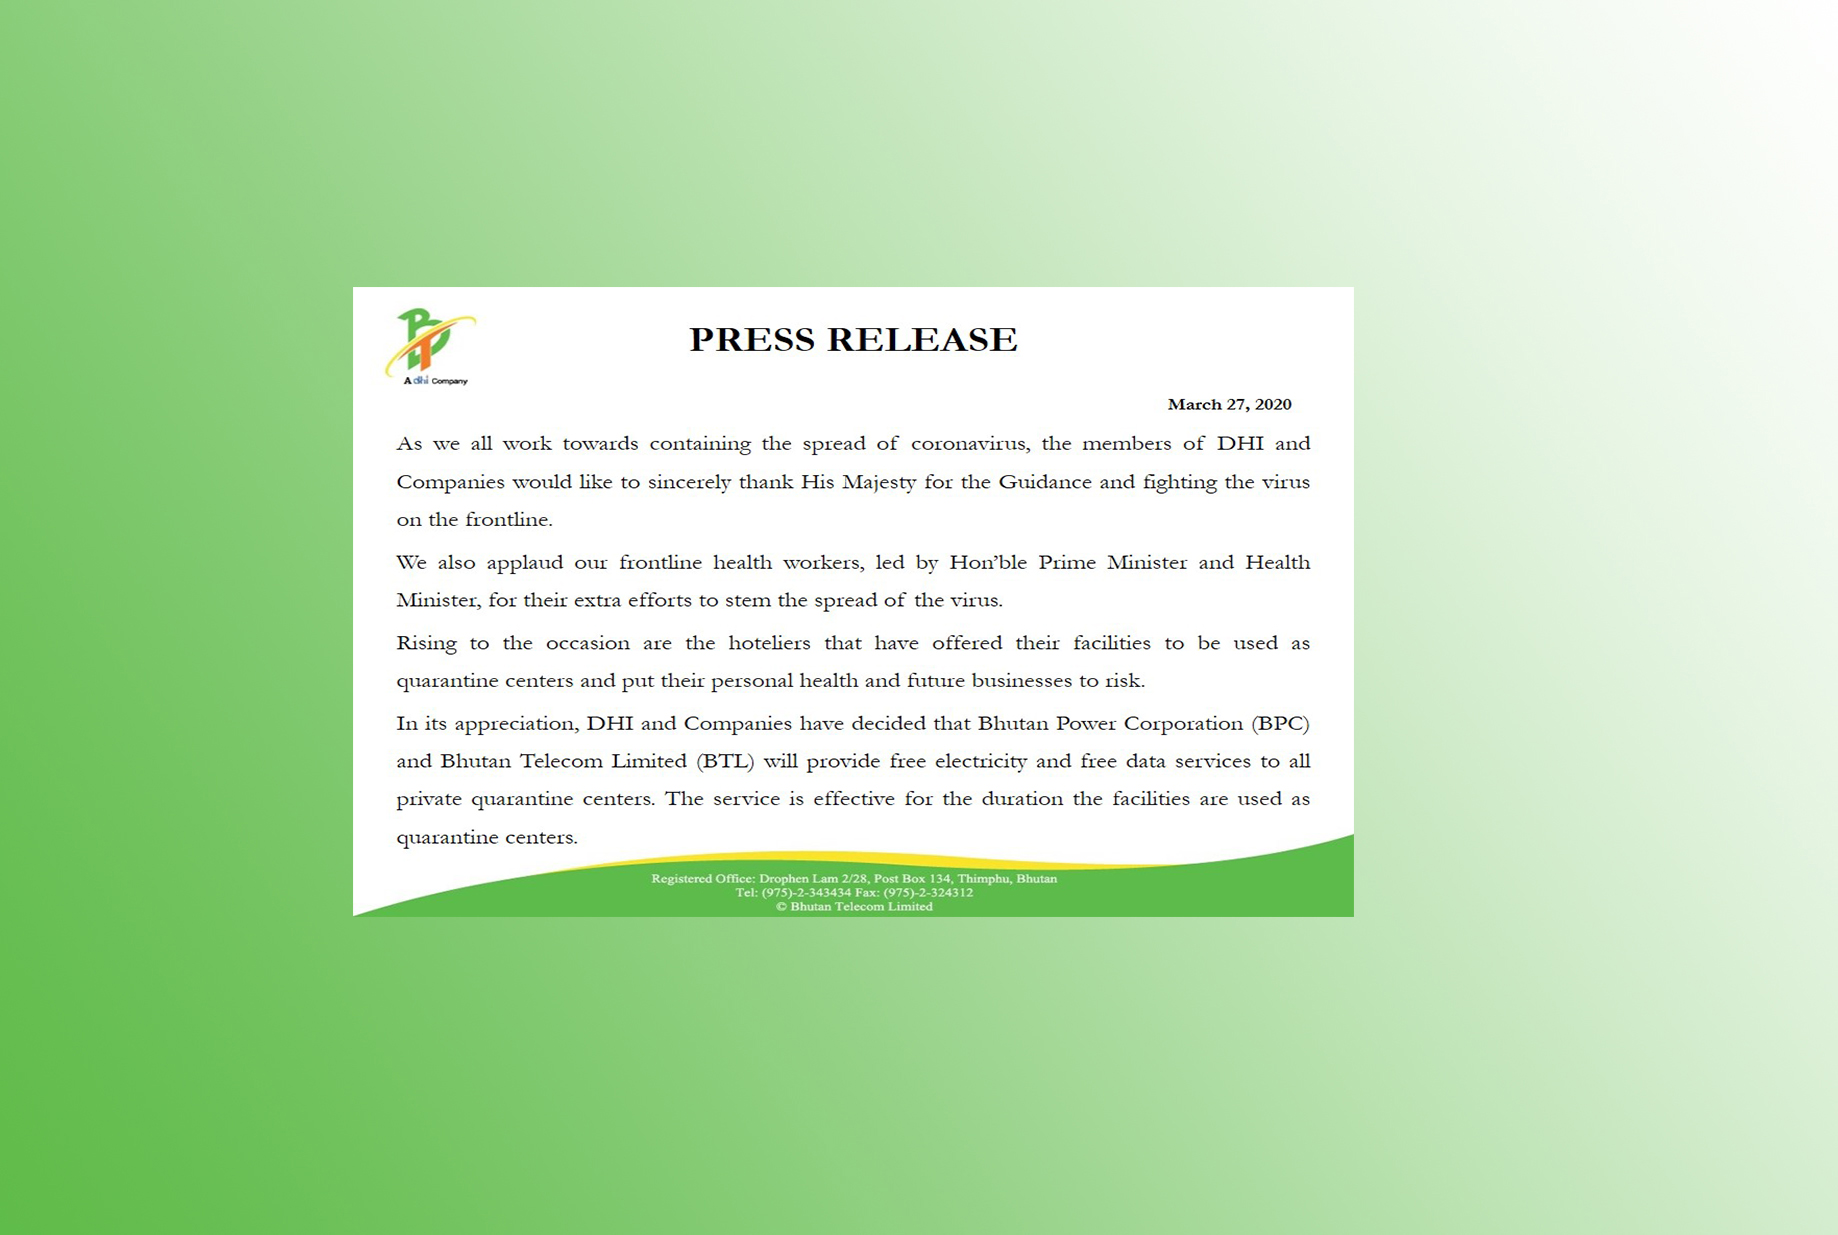 BT
A dhi Company
PRESS RELEASE
March 27, 2020
As we all work towards containing the spread of coronavirus, the members of DHI and
Companies would like to sincerely thank His Majesty for the Guidance and fighting the virus
on the frontline.
We also applaud our frontline health workers, led by Hon’ble Prime Minister and Health
Minister, for their extra efforts to stem the spread of the virus.
Rising to the occasion are the hoteliers that have offered their facilities to be used as
quarantine centers and put their personal health and future businesses to risk.
In its appreciation, DHI and Companies have decided that Bhutan Power Corporation (BPC)
and Bhutan Telecom Limited (BTL) will provide free electricity and free data services to all
private quarantine centers. The service is effective for the duration the facilities are used as
quarantine centers.
Registered Office: Drophen Lam 2/28, Post Box 134, Thimphu, Bhutan
Tel: (975)-2-343434 Fax: (975)-2-324312
© Bhutan Telecom Limited